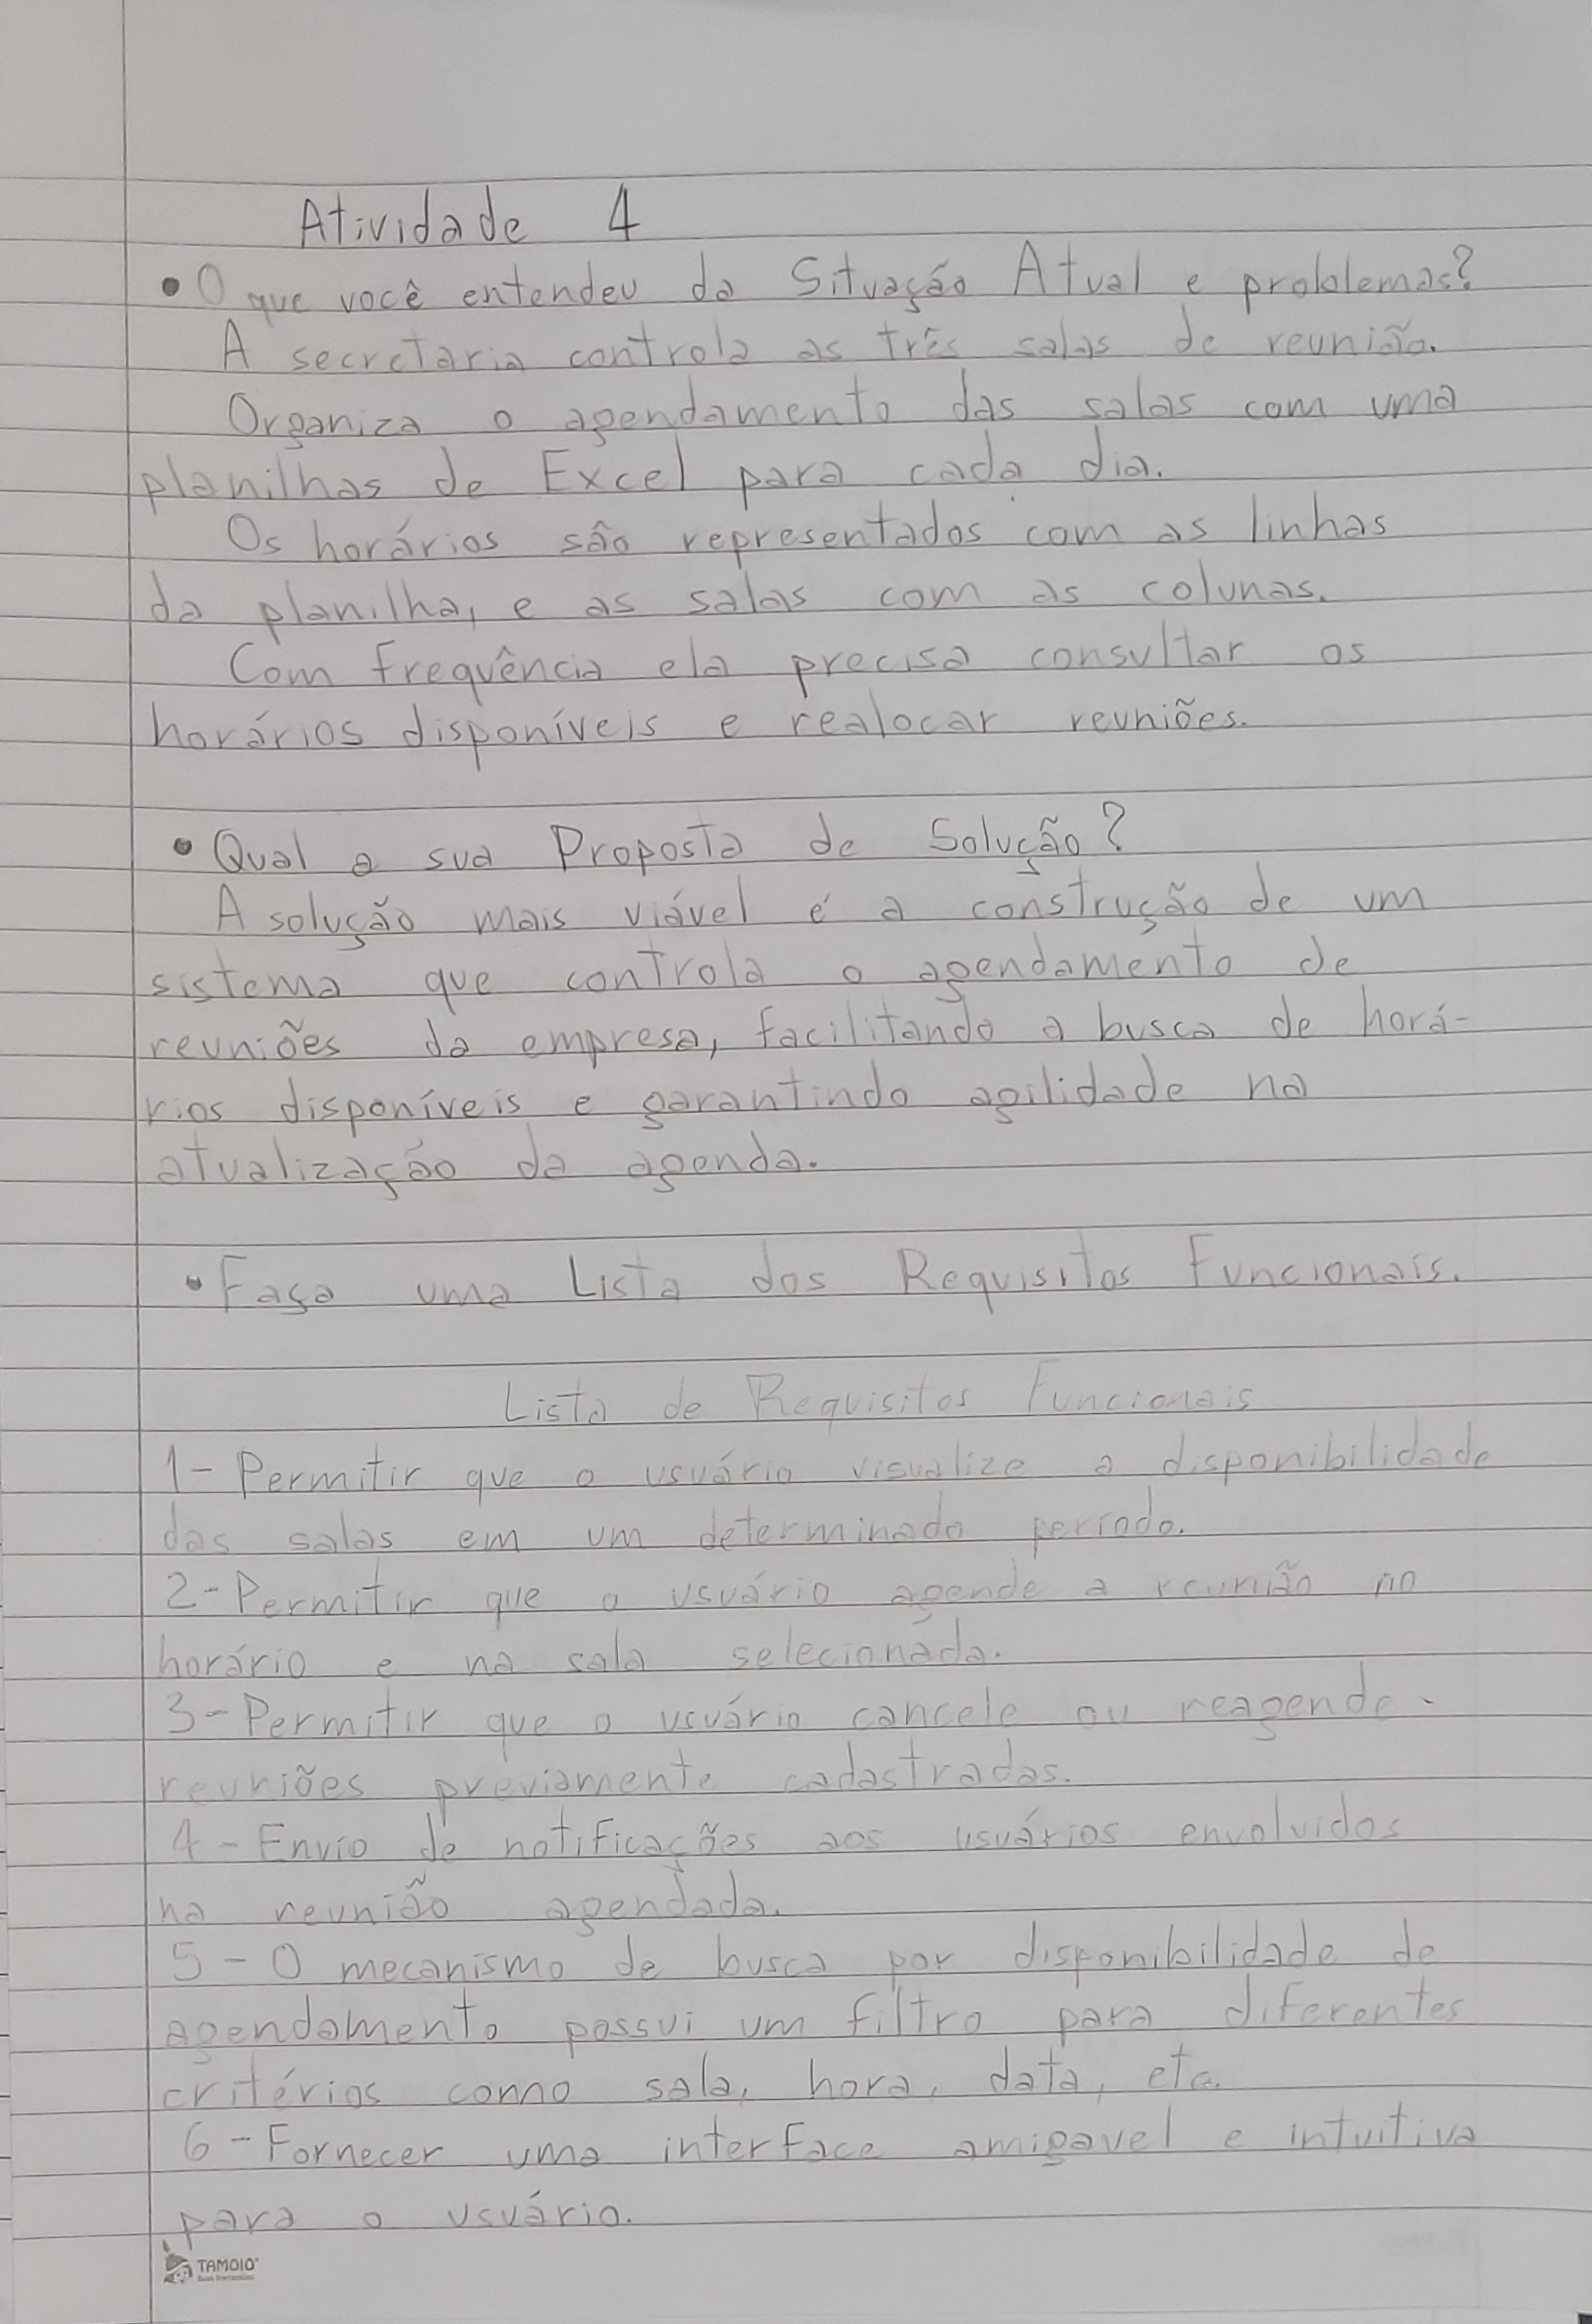 Atividade 4
• O que você entendeu da Situação Atual e problemas?
A secretaria controla as três salas de reunião.
Organiza o agendamento das salas com uma
planilhas de Excel para cada dia.
Os horários são representados com as linhas
da planilha, e as salas com as colunas.
Com frequência ela precisa consultar os
horários disponíveis e realocar reuniões.
• Qual a sua Proposta de Solução?
A solução mais viável é a construção de um
sistema que controla o agendamento de
reuniões da empresa, facilitando a busca de horá-
rios disponíveis e garantindo agilidade na
atualização da agenda.
• Faça uma Lista dos Requisitos Funcionais.
Lista de Requisitos Funcionais
1- Permitir que o usuário visualize a disponibilidade
das salas em um determinado período.
2- Permitir que o usuário agende a reunião no
horário e na sala selecionada.
3- Permitir que o usuário cancele ou reagende
reuniões previamente cadastradas.
4- Envio de notificações aos usuários envolvidos
na reunião agendada.
5- O mecanismo de busca por disponibilidade de
agendamento possui um filtro para diferentes
critérios como sala, hora, data, etc.
6- Fornecer uma interface amigavel e intuitiva
para o usuário.
TAMOIO